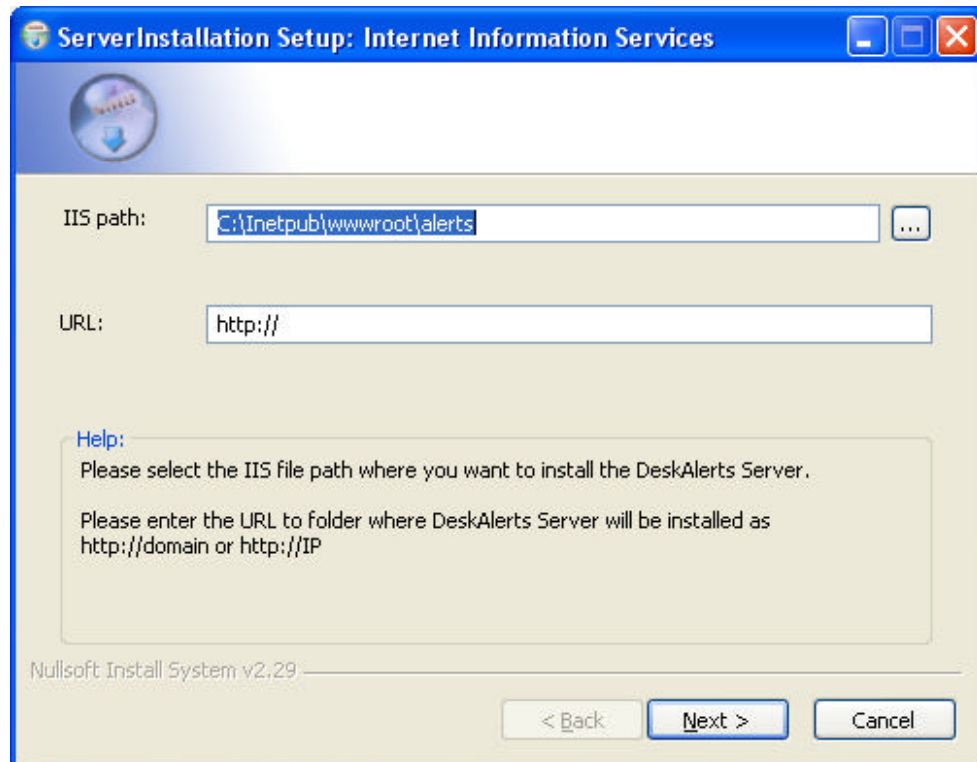 ServerInstallation Setup: Internet Information Services
IIS path:
C:\Inetpub\wwwroot\alerts
...
URL:
http://
Help:
Please select the IIS file path where you want to install the DeskAlerts Server.
Please enter the URL to folder where DeskAlerts Server will be installed as
http://domain or http://IP
Nullsoft Install System v2.29
< Back
Next >
Cancel